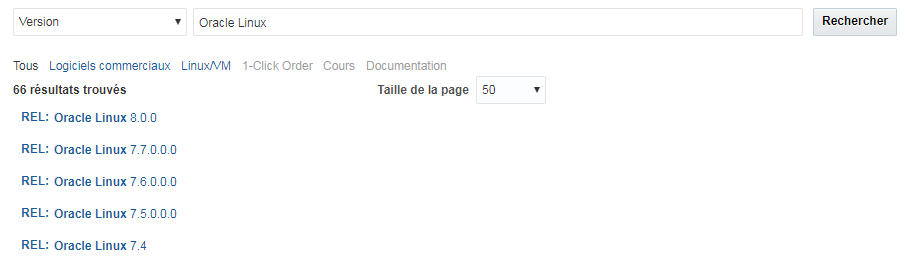 Version Oracle Linux Rechercher
Tous Logiciels commerciaux Linux/VM 1-Click Order Cours Documentation
66 résultats trouvés Taille de la page 50
REL: Oracle Linux 8.0.0
REL: Oracle Linux 7.7.0.0.0
REL: Oracle Linux 7.6.0.0.0
REL: Oracle Linux 7.5.0.0.0
REL: Oracle Linux 7.4